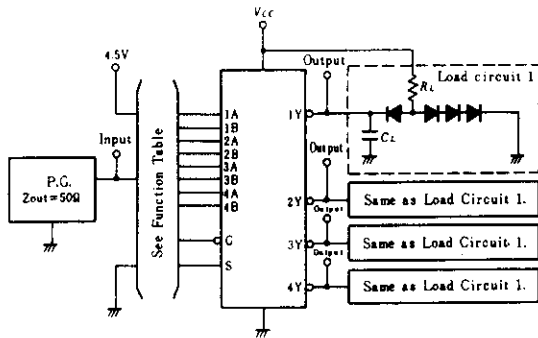 VCC
4.5V
Output
Load circuit 1
RL
Input
1A
1B
2A
2B
3A
3B
4A
4B
G
S
1Y
CL
P.G.
Zout=50Ω
See Function Table
Output
2Y
Same as Load Circuit 1.
Output
3Y
Same as Load Circuit 1.
Output
4Y
Same as Load Circuit 1.